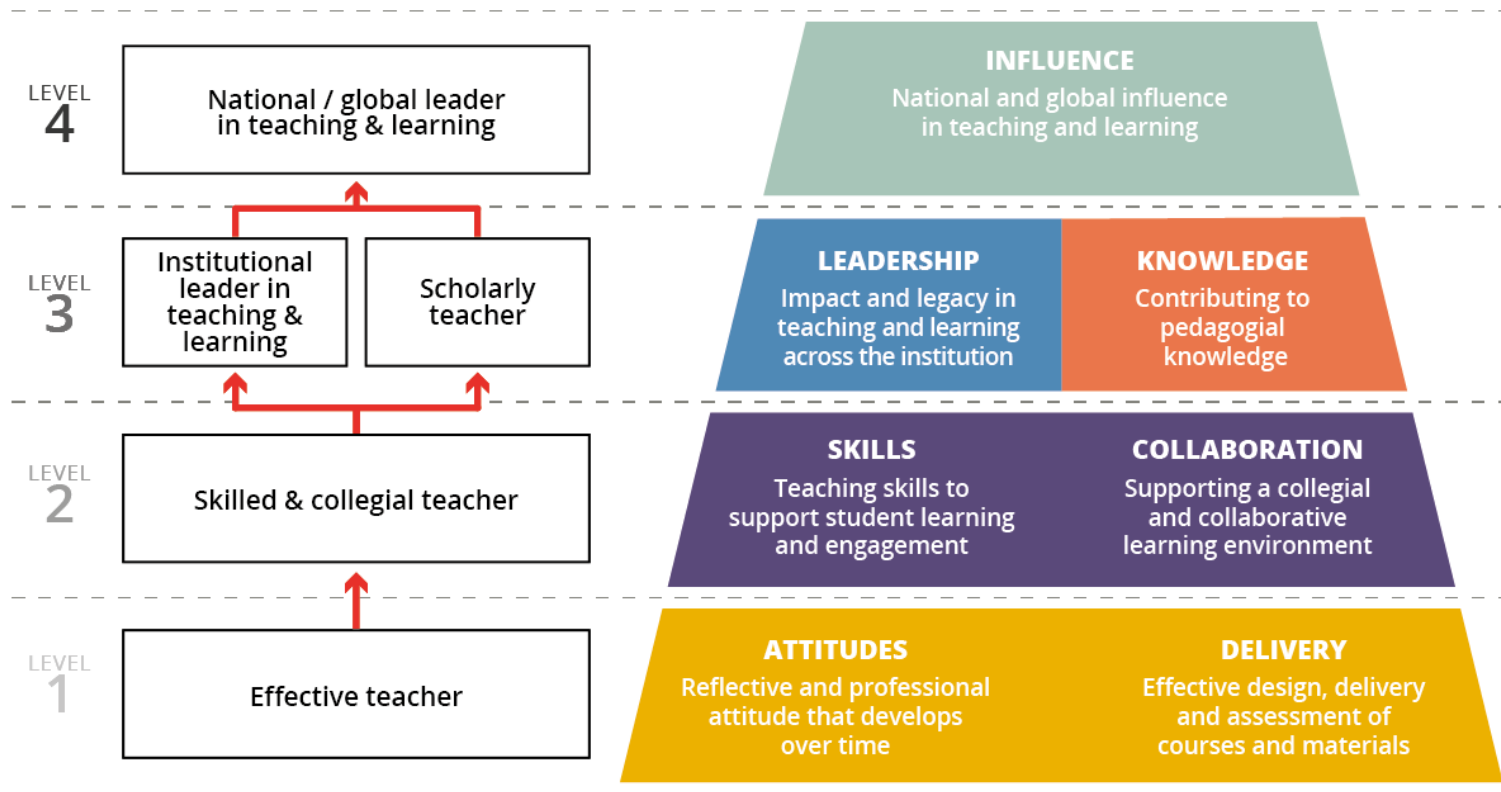 LEVEL
4
National / global leader
in teaching & learning
INFLUENCE
National and global influence
in teaching and learning
LEVEL
3
Institutional
leader in
teaching &
learning
Scholarly
teacher
LEADERSHIP
Impact and legacy in
teaching and learning
across the institution
KNOWLEDGE
Contributing to
pedagogial
knowledge
LEVEL
2
Skilled & collegial teacher
SKILLS
Teaching skills to
support student learning
and engagement
COLLABORATION
Supporting a collegial
and collaborative
learning environment
LEVEL
1
Effective teacher
ATTITUDES
Reflective and professional
attitude that develops
over time
DELIVERY
Effective design, delivery
and assessment of
courses and materials